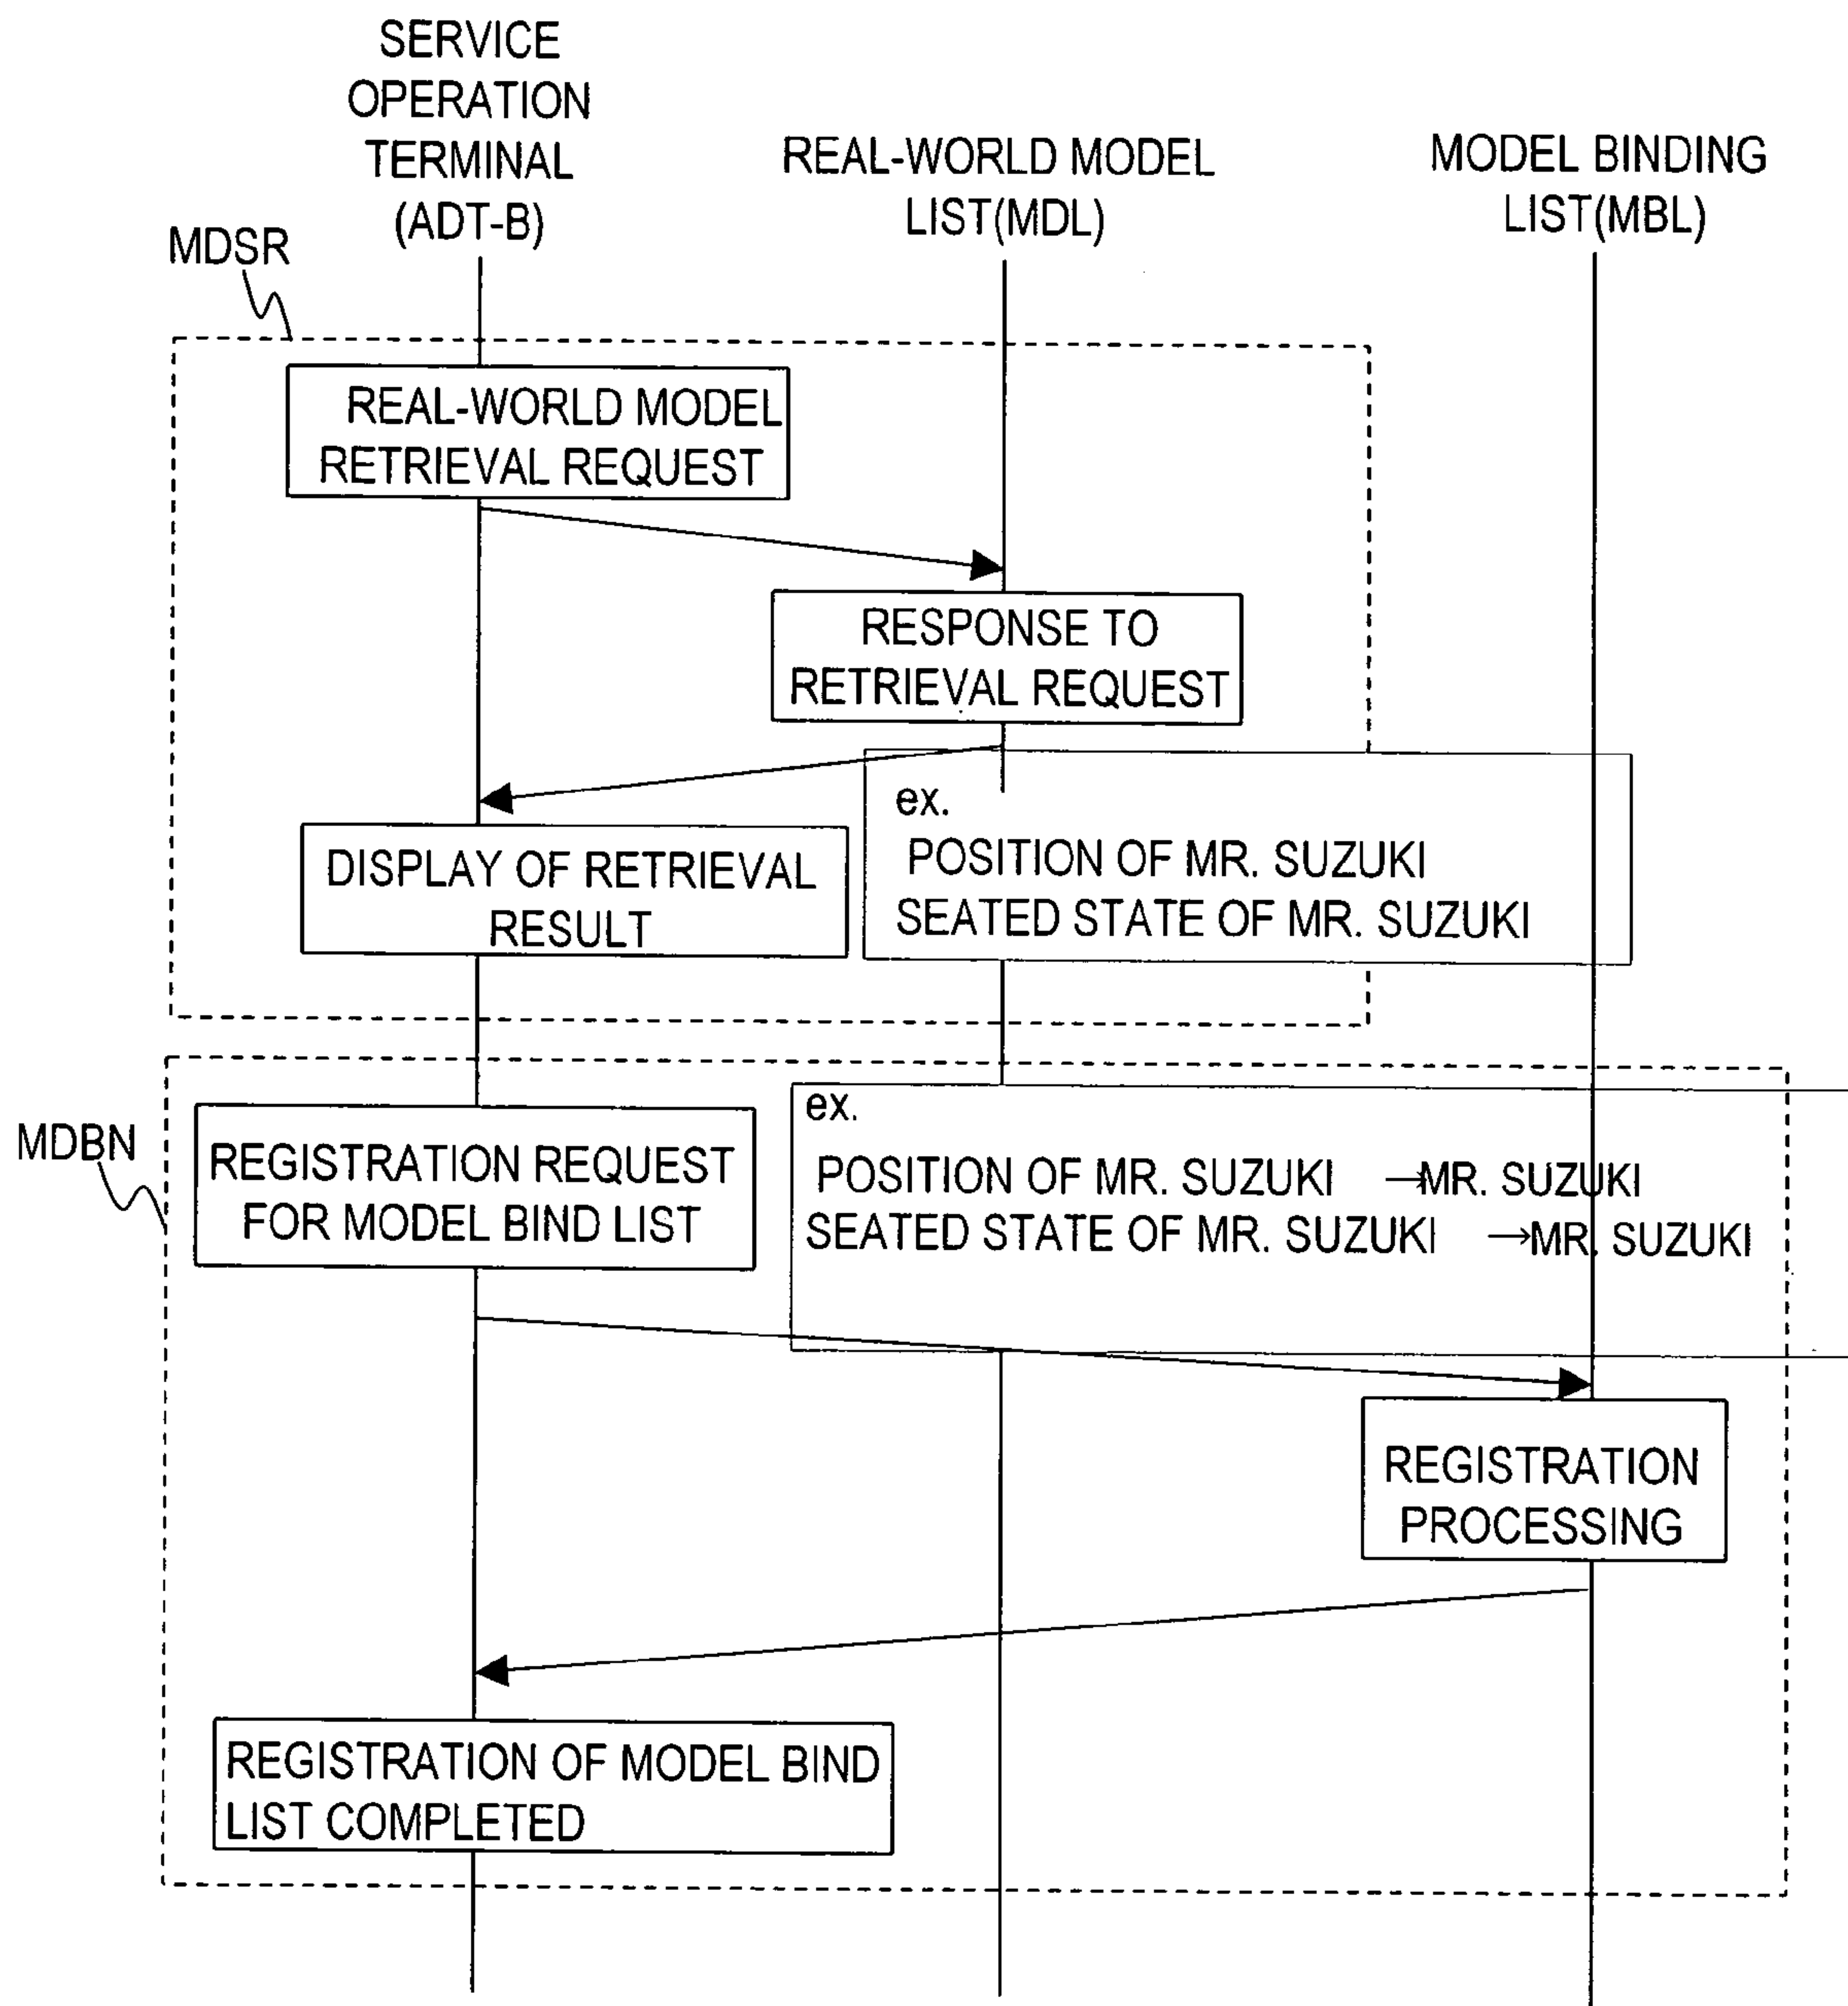 SERVICE
OPERATION
TERMINAL
(ADT-B)
REAL-WORLD MODEL
LIST(MDL)
MODEL BINDING
LIST(MBL)
MDSR
REAL-WORLD MODEL
RETRIEVAL REQUEST
RESPONSE TO
RETRIEVAL REQUEST
ex.
POSITION OF MR. SUZUKI
SEATED STATE OF MR. SUZUKI
DISPLAY OF RETRIEVAL
RESULT
MDBN
REGISTRATION REQUEST
FOR MODEL BIND LIST
ex.
POSITION OF MR. SUZUKI →MR. SUZUKI
SEATED STATE OF MR. SUZUKI →MR. SUZUKI
REGISTRATION
PROCESSING
REGISTRATION OF MODEL BIND
LIST COMPLETED